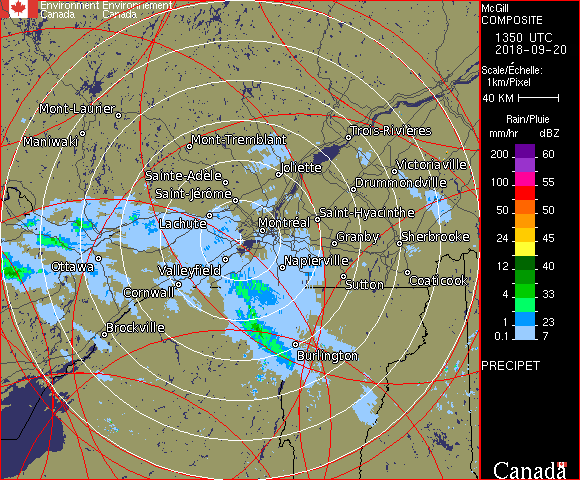 Environment Environnement
Canada Canada
McGill
COMPOSITE
1350 UTC
2018-09-20
Scale/Échelle:
1km/Pixel
40 KM
Rain/Pluie
mm/hr dBZ
200 60
100 55
50 50
24 45
12 40
4 33
1 23
0.1 7
PRECIPET
Canada
Mont-Laurier
Maniwaki
Mont-Tremblant
Trois-Rivières
Joliette
Victoriaville
Sainte-Adèle
Drummondville
Saint-Jérôme
Lachute
Montréal
Saint-Hyacinthe
Granby
Sherbrooke
Ottawa
Valleyfield
Napierville
Cornwall
Sutton
Coaticook
Brockville
Burlington